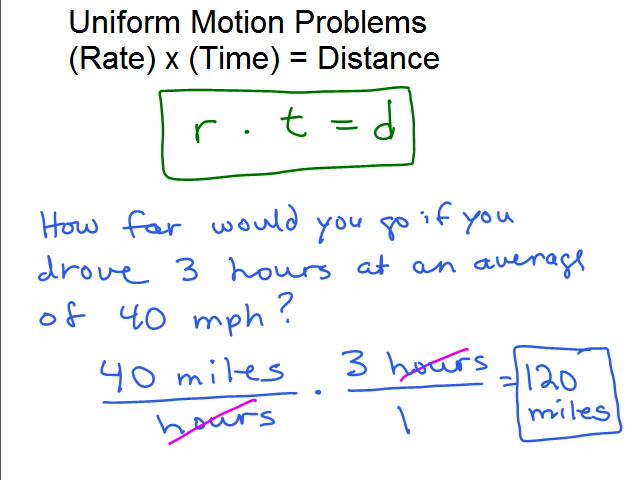 Uniform Motion Problems
(Rate) x (Time) = Distance
r . t = d
How far would you go if you
drove 3 hours at an average
of 40 mph?
40 miles / hours . 3 hours / 1 = 120 miles